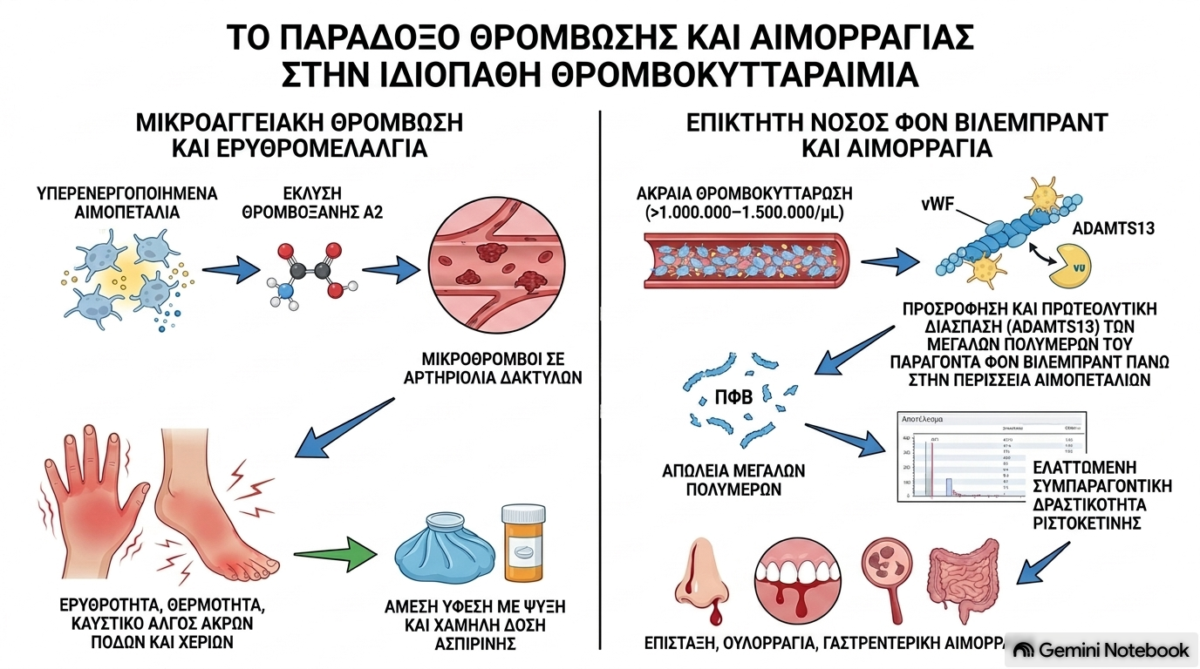 ΤΟ ΠΑΡΑΔΟΞΟ ΘΡΟΜΒΩΣΗΣ ΚΑΙ ΑΙΜΟΡΡΑΓΙΑΣ
ΣΤΗΝ ΙΔΙΟΠΑΘΗ ΘΡΟΜΒΟΚΥΤΤΑΡΑΙΜΙΑ
ΜΙΚΡΟΑΓΓΕΙΑΚΗ ΘΡΟΜΒΩΣΗ
ΚΑΙ ΕΡΥΘΡΟΜΕΛΑΛΓΙΑ
ΥΠΕΡΕΝΕΡΓΟΠΟΙΗΜΕΝΑ
ΑΙΜΟΠΕΤΑΛΙΑ
ΕΚΛΥΣΗ
ΘΡΟΜΒΟΞΑΝΗΣ Α2
ΜΙΚΡΟΘΡΟΜΒΟΙ ΣΕ
ΑΡΤΗΡΙΟΛΙΑ ΔΑΚΤΥΛΩΝ
ΕΡΥΘΡΟΤΗΤΑ, ΘΕΡΜΟΤΗΤΑ,
ΚΑΥΣΤΙΚΟ ΑΛΓΟΣ ΑΚΡΩΝ
ΠΟΔΩΝ ΚΑΙ ΧΕΡΙΩΝ
ΑΜΕΣΗ ΥΦΕΣΗ ΜΕ ΨΥΞΗ
ΚΑΙ ΧΑΜΗΛΗ ΔΟΣΗ
ΑΣΠΙΡΙΝΗΣ
ΕΠΙΚΤΗΤΗ ΝΟΣΟΣ ΦΟΝ ΒΙΛΕΜΠΡΑΝΤ
ΚΑΙ ΑΙΜΟΡΡΑΓΙΑ
ΑΚΡΑΙΑ ΘΡΟΜΒΟΚΥΤΤΑΡΩΣΗ
(>1.000.000–1.500.000/μL)
vWF
ADAMTS13
ΠΡΟΣΡΟΦΗΣΗ ΚΑΙ ΠΡΩΤΕΟΛΥΤΙΚΗ
ΔΙΑΣΠΑΣΗ (ADAMTS13) ΤΩΝ
ΜΕΓΑΛΩΝ ΠΟΛΥΜΕΡΩΝ ΤΟΥ
ΠΑΡΑΓΟΝΤΑ ΦΟΝ ΒΙΛΕΜΠΡΑΝΤ ΠΑΝΩ
ΣΤΗΝ ΠΕΡΙΣΣΕΙΑ ΑΙΜΟΠΕΤΑΛΙΩΝ
ΠΦΒ
ΑΠΩΛΕΙΑ ΜΕΓΑΛΩΝ
ΠΟΛΥΜΕΡΩΝ
Αποτέλεσμα
ΕΛΑΤΤΩΜΕΝΗ
ΣΥΜΠΑΡΑΓΟΝΤΙΚΗ
ΔΡΑΣΤΙΚΟΤΗΤΑ
ΡΙΣΤΟΚΕΤΙΝΗΣ
ΕΠΙΣΤΑΞΗ, ΟΥΛΟΡΡΑΓΙΑ, ΓΑΣΤΡΕΝΤΕΡΙΚΗ ΑΙΜΟΡΡ
Gemini Notebook